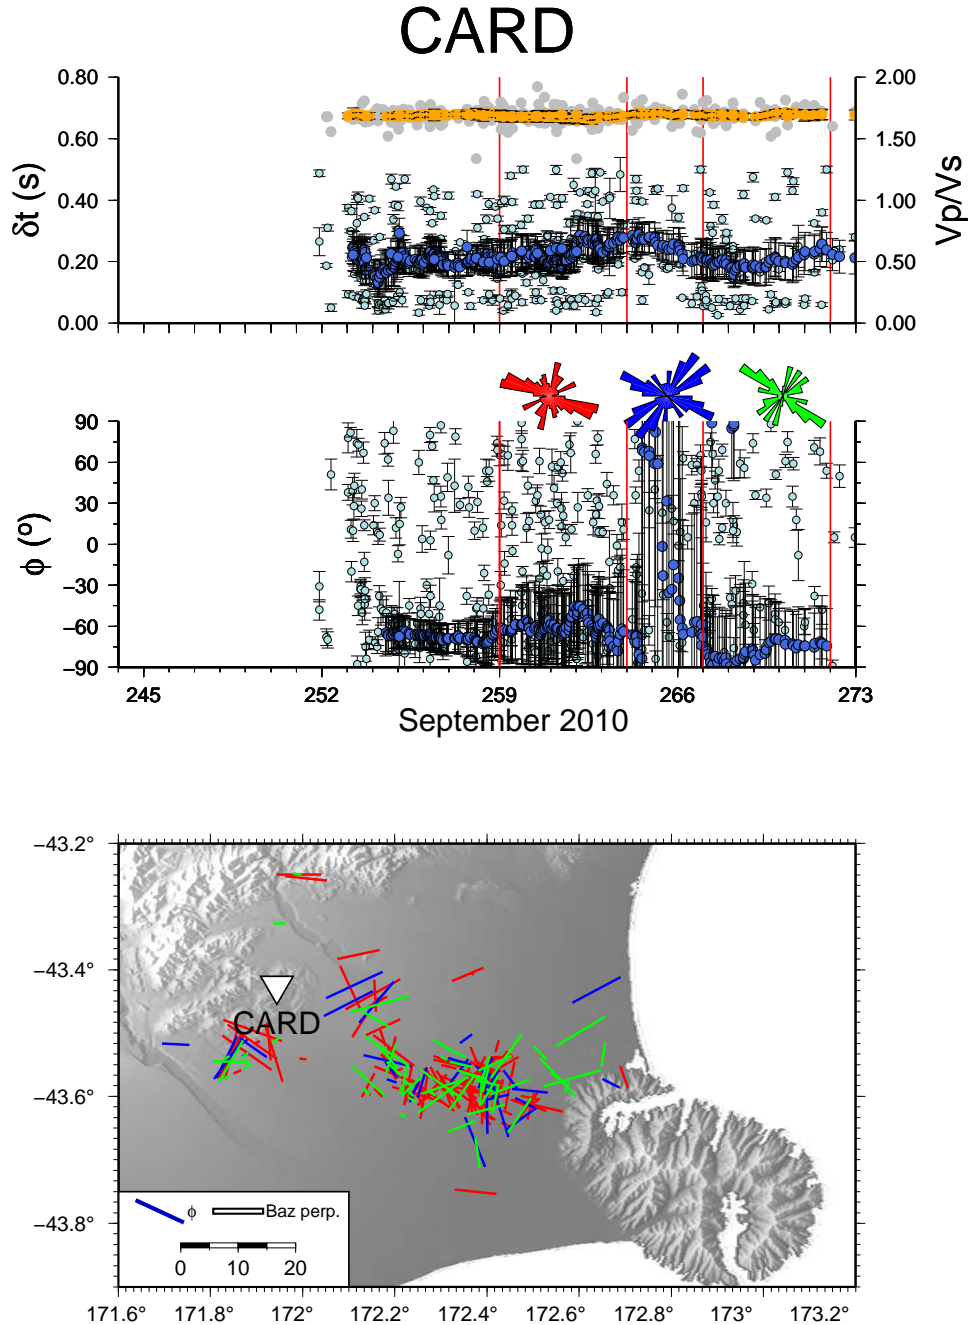 CARD
0.80
0.60
0.40
0.20
0.00
δt (s)
2.00
1.50
1.00
0.50
0.00
Vp/Vs
90
60
30
0
−30
−60
−90
ϕ (º)
245 252 259 266 273
September 2010
−43.2°
−43.4°
−43.6°
−43.8°
CARD
ϕ Baz perp.
0 10 20
171.6° 171.8° 172° 172.2° 172.4° 172.6° 172.8° 173° 173.2°